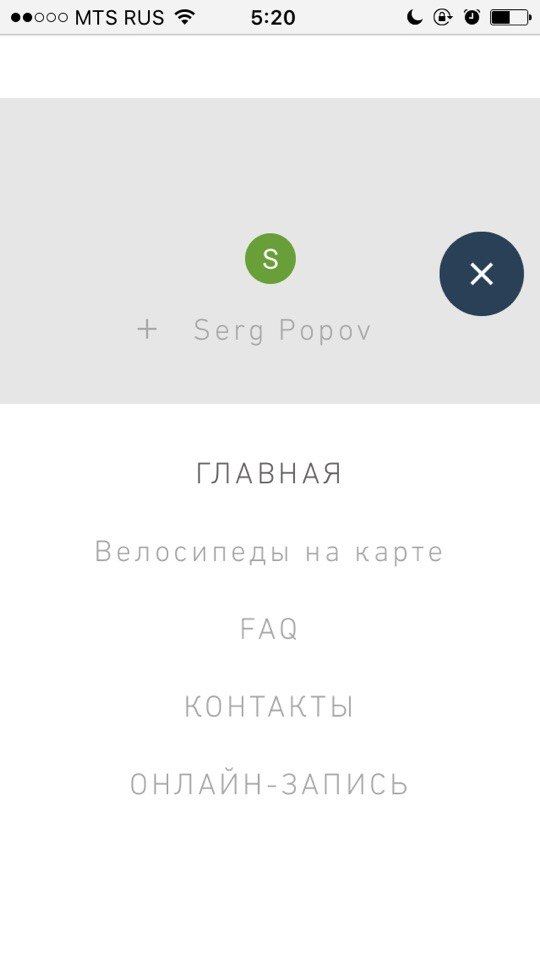 MTS RUS 5:20
S
+ Serg Popov
ГЛАВНАЯ
Велосипеды на карте
FAQ
КОНТАКТЫ
ОНЛАЙН-ЗАПИСЬ